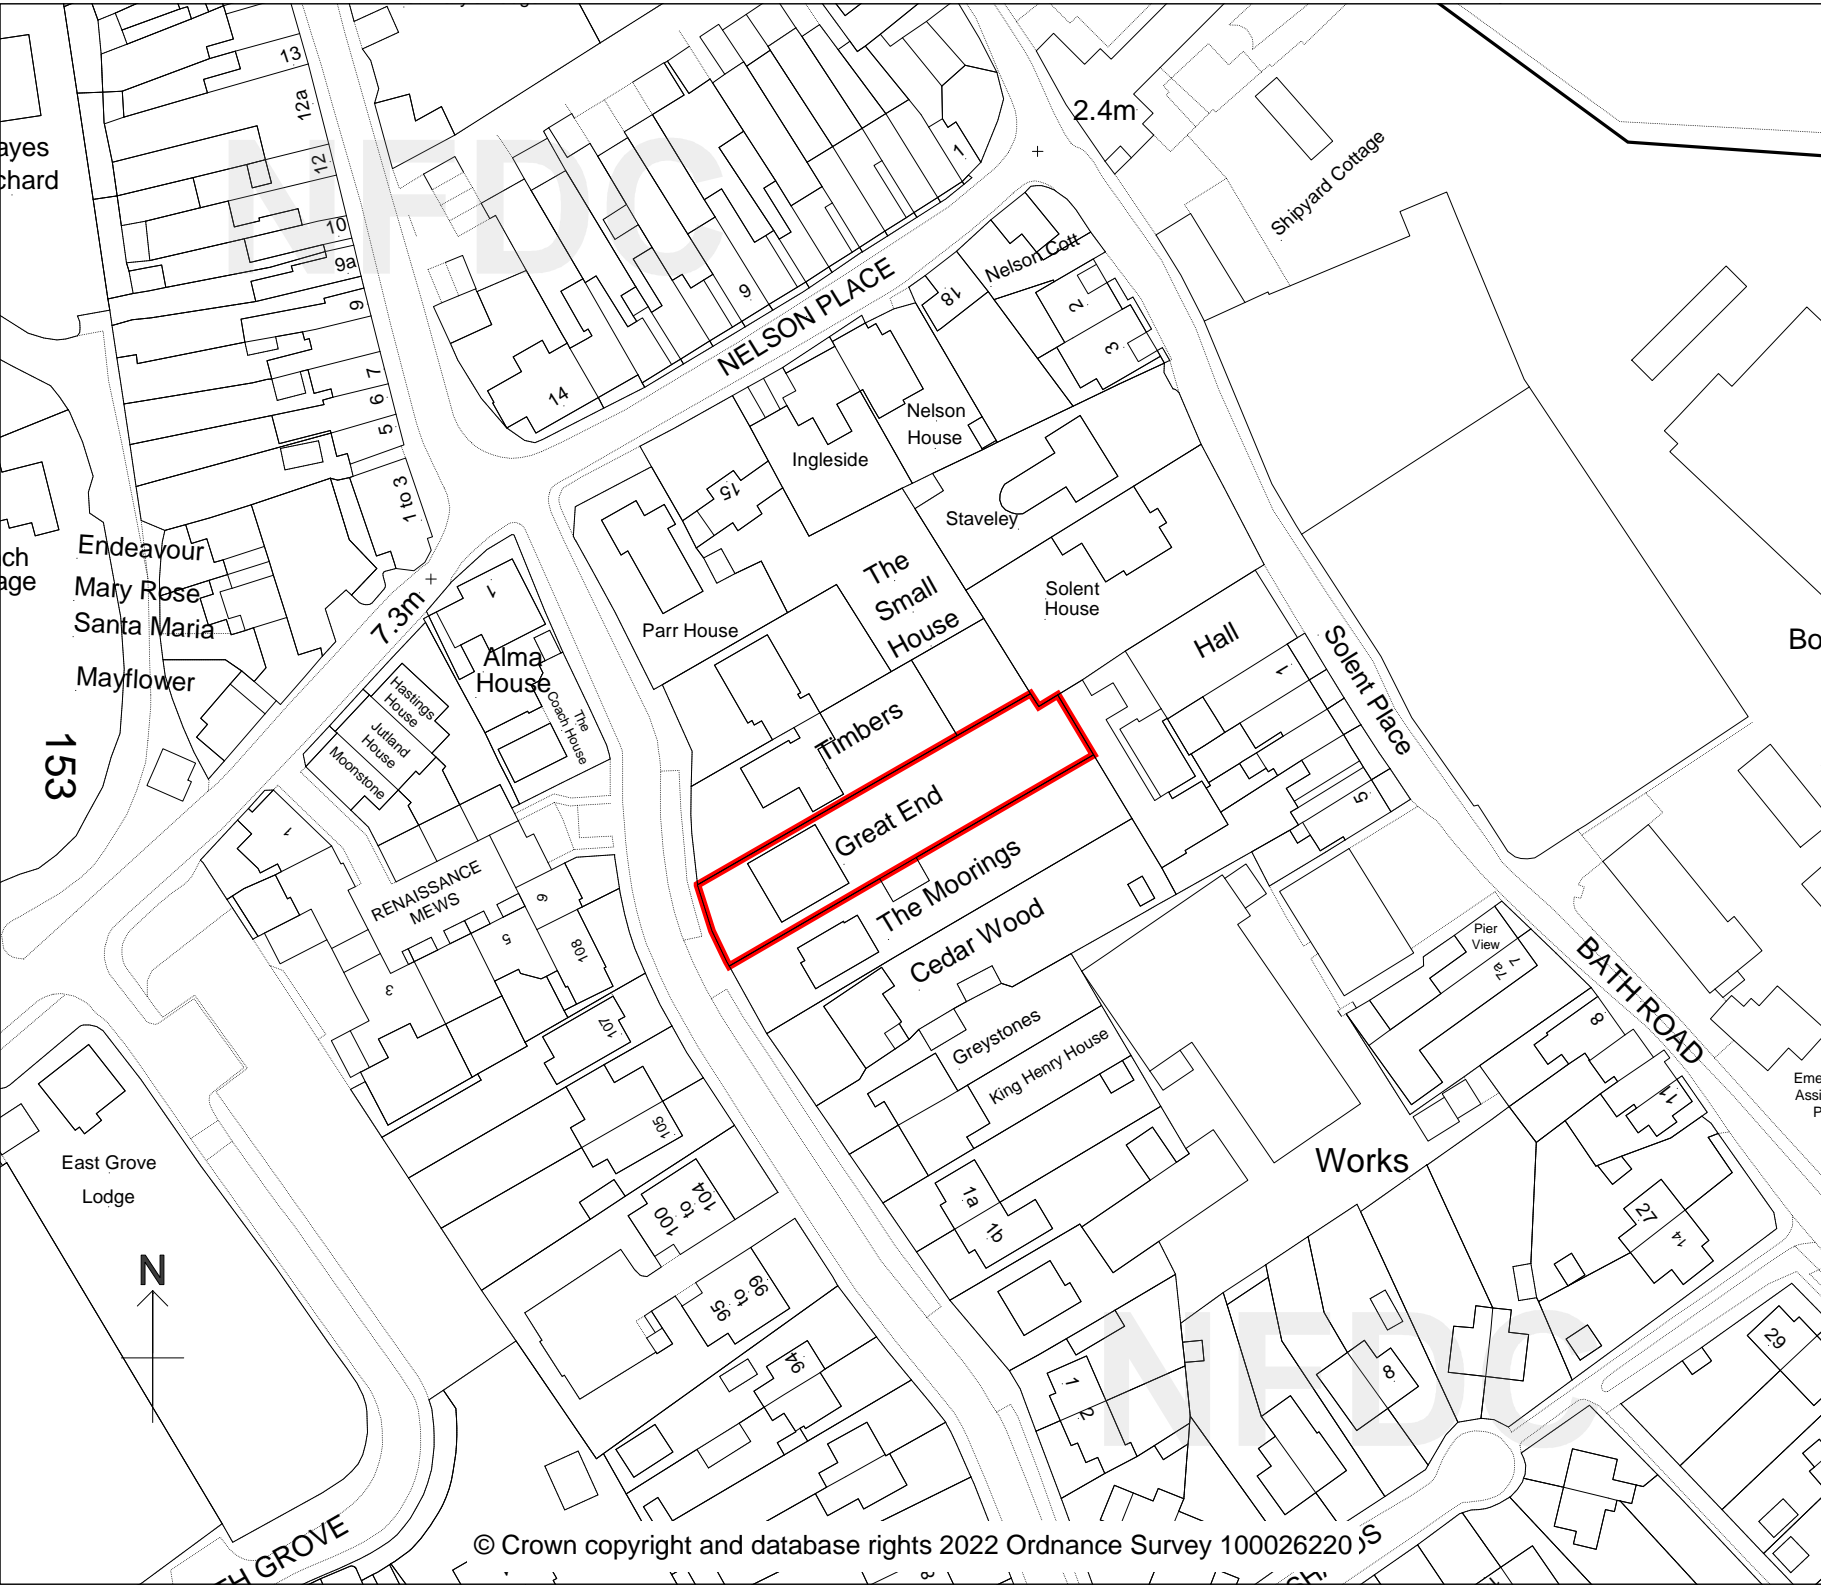 13
12a
12
10
9a
9
7
6
5
1 to 3
2.4m
Shipyard Cottage
1
9
14
NELSON PLACE
18
Nelson Cott
2
3
Nelson
House
Ingleside
15
Staveley
The
Small
House
Solent
House
Parr House
Hall
Solent Place
Endeavour
Mary Rose
Santa Maria
Mayflower
7.3m
1
Alma
House
The
Coach House
Hastings
House
Jutland
House
Moonstone
153
Timbers
Great End
The Moorings
Cedar Wood
1
5
1
RENAISSANCE
MEWS
6
5
3
108
107
105
100
to
104
95
to
99
94
Greystones
King Henry House
1a
1b
Works
Pier
View
7
7a
8
11
BATH ROAD
27
14
29
8
1
2
East Grove
Lodge
N
NFDC
NFDC
© Crown copyright and database rights 2022 Ordnance Survey 100026220